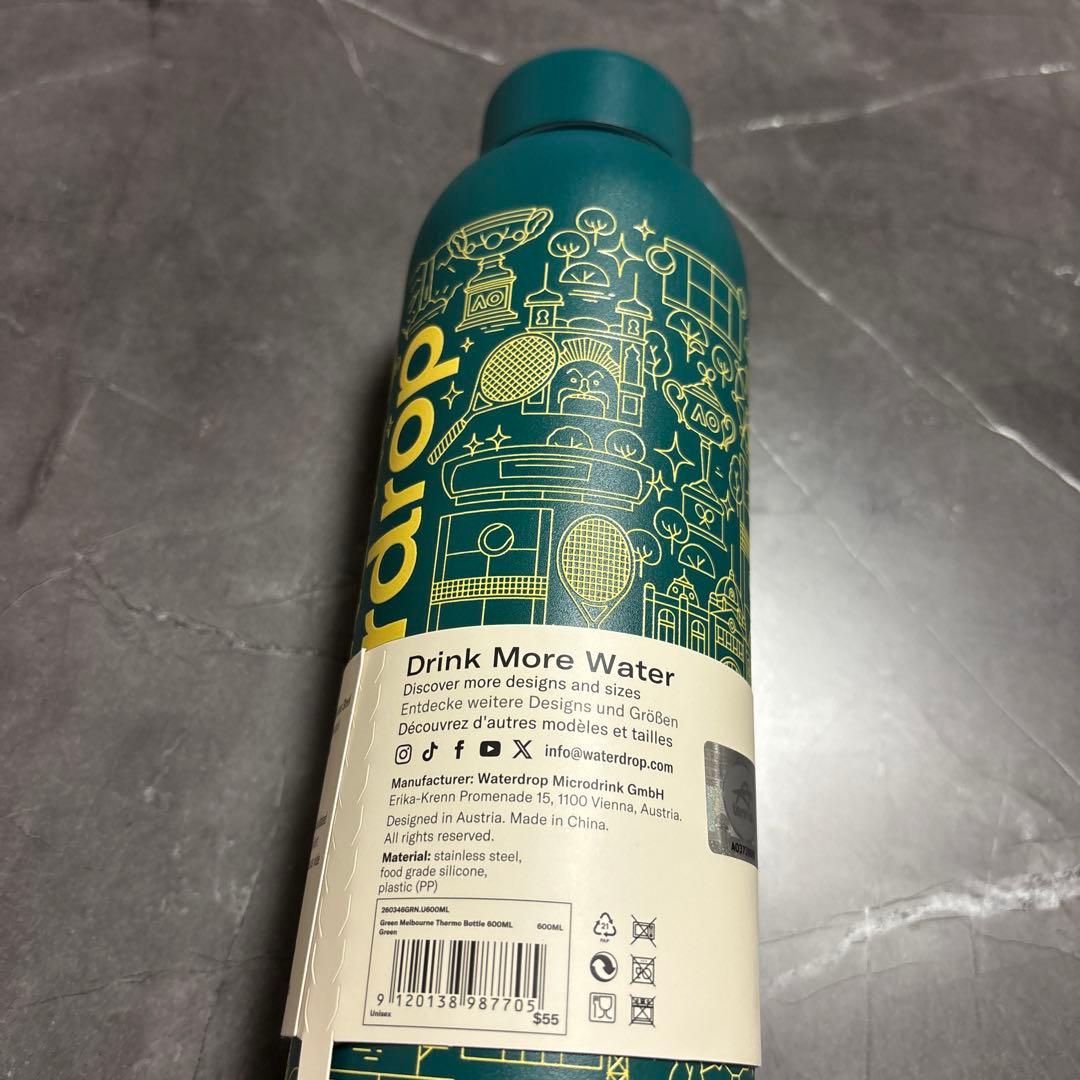 AO
AO
rdrop
Drink More Water
Discover more designs and sizes
Entdecke weitere Designs und Größen
Découvrez d'autres modèles et tailles
info@waterdrop.com
Manufacturer: Waterdrop Microdrink GmbH
Erika-Krenn Promenade 15, 1100 Vienna, Austria.
Designed in Austria. Made in China.
All rights reserved.
Material: stainless steel,
food grade silicone,
plastic (PP)
260346GRN.U600ML
Green Melbourne Thermo Bottle 600ML 600ML
Green
9 120138 987705
Unisex $55
21
PAP